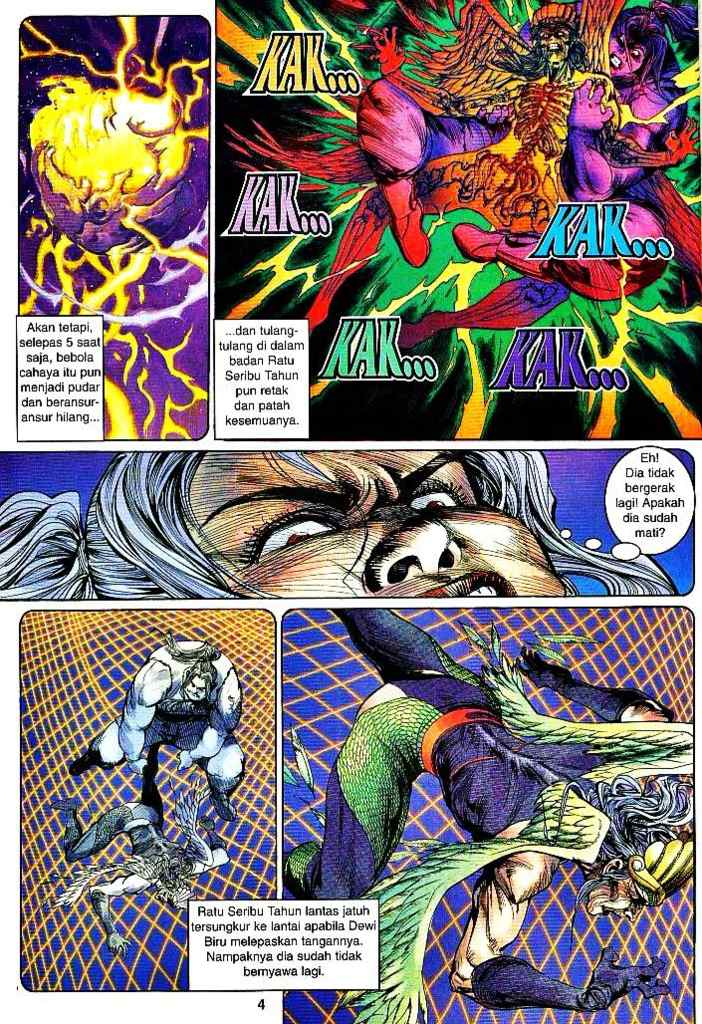 Akan tetapi,
selepas 5 saat
saja, bebola
cahaya itu pun
menjadi pudar
dan beransur-
ansur hilang...
KAK...
KAK...
KAK...
KAK...
KAK...
...dan tulang-
tulang di dalam
badan Ratu
Seribu Tahun
pun retak
dan patah
kesemuanya.
Eh!
Dia tidak
bergerak
lagi! Apakah
dia sudah
mati?
Ratu Seribu Tahun lantas jatuh
tersungkur ke lantai apabila Dewi
Biru melepaskan tangannya.
Nampaknya dia sudah tidak
bernyawa lagi.
4